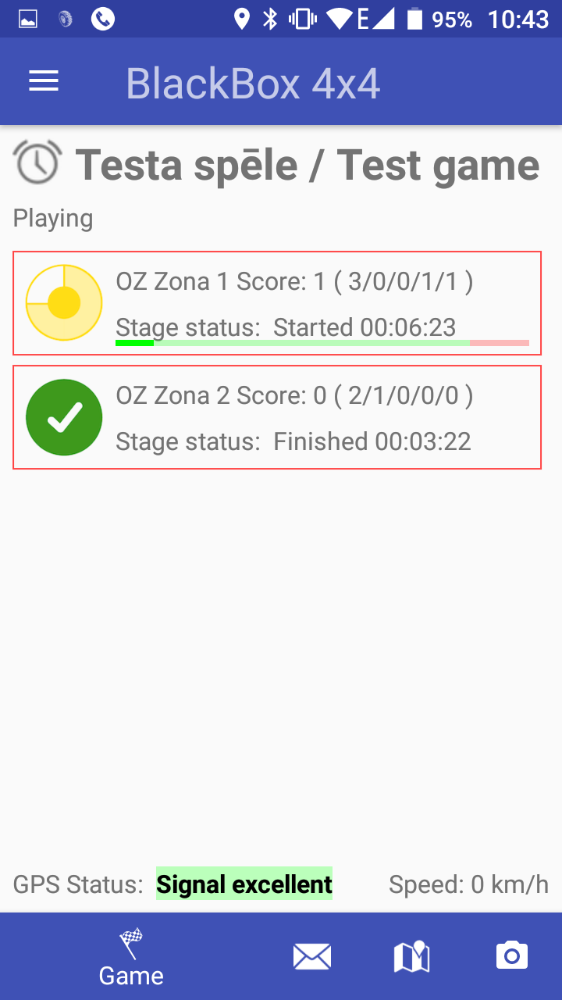 E 95% 10:43
BlackBox 4x4
Testa spēle / Test game
Playing
OZ Zona 1 Score: 1 ( 3/0/0/1/1 )
Stage status: Started 00:06:23
OZ Zona 2 Score: 0 ( 2/1/0/0/0 )
Stage status: Finished 00:03:22
GPS Status: Signal excellent Speed: 0 km/h
Game